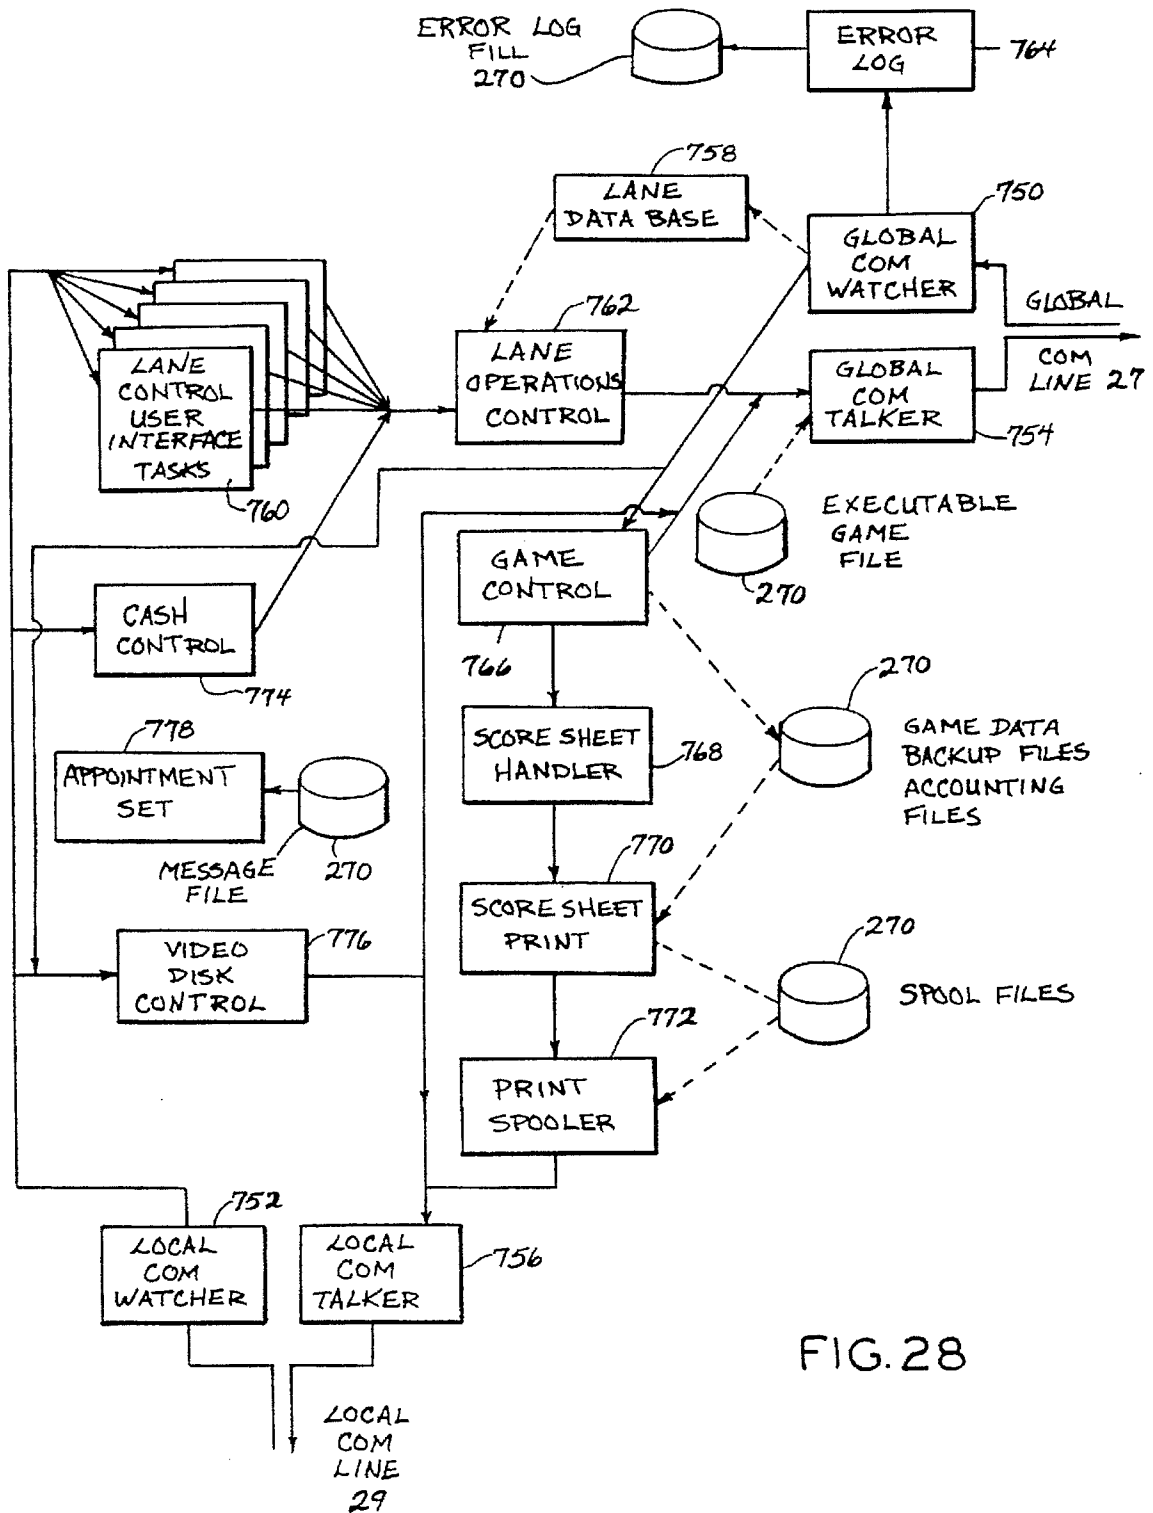 ERROR LOG
FILL
270
ERROR
LOG
764
758
LANE
DATA BASE
750
GLOBAL
COM
WATCHER
GLOBAL
COM
LINE 27
762
LANE
OPERATIONS
CONTROL
GLOBAL
COM
TALKER
754
LANE
CONTROL
USER
INTERFACE
TASKS
760
EXECUTABLE
GAME
FILE
270
GAME
CONTROL
766
CASH
CONTROL
774
270
GAME DATA
BACKUP FILES
ACCOUNTING
FILES
SCORE SHEET
HANDLER
768
778
APPOINTMENT
SET
MESSAGE
FILE
270
770
SCORE SHEET
PRINT
270
SPOOL FILES
VIDEO
DISK
CONTROL
776
772
PRINT
SPOOLER
752
LOCAL
COM
WATCHER
LOCAL
COM
TALKER
756
LOCAL
COM
LINE
29
FIG. 28